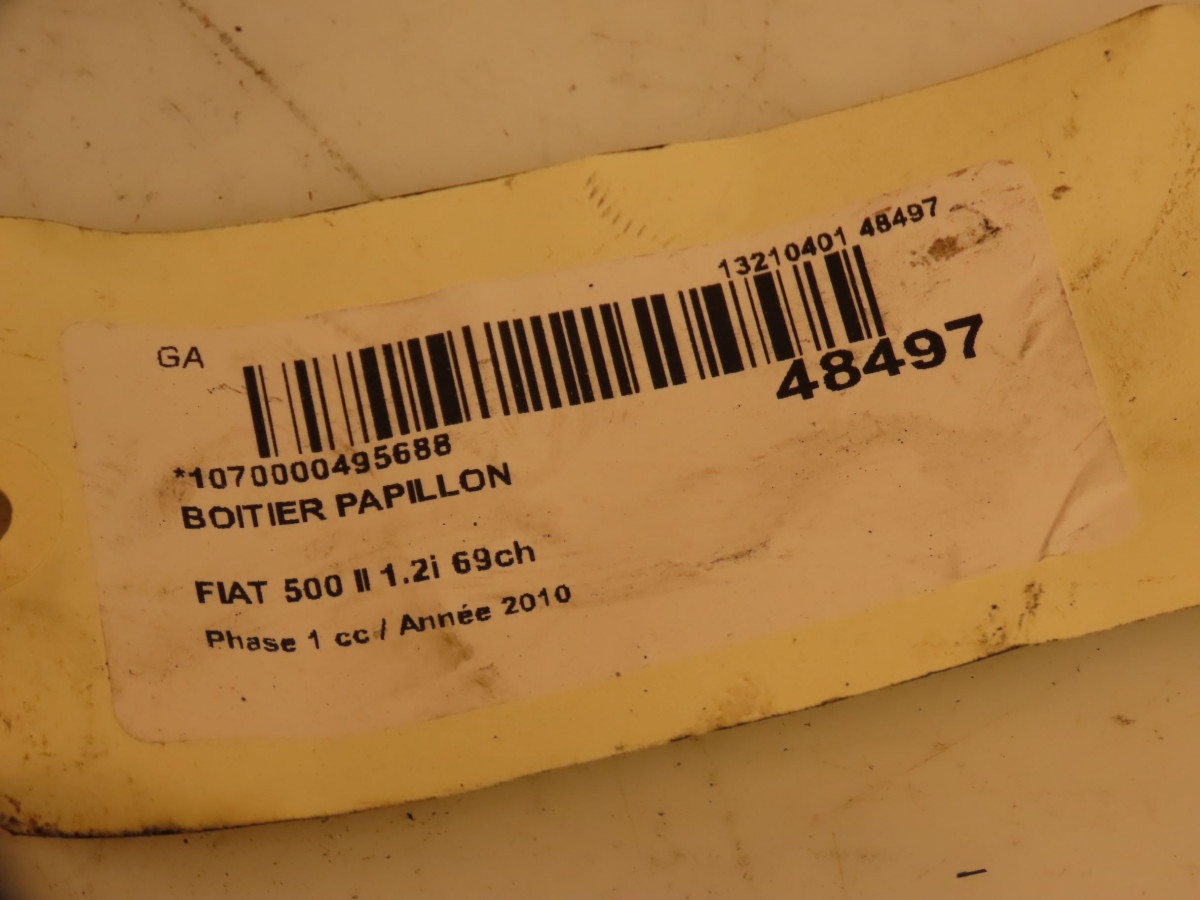 13210401 48497
GA
48497
*1070000495688
BOITIER PAPILLON
FIAT 500 II 1.2i 69ch
Phase 1 cc / Année 2010